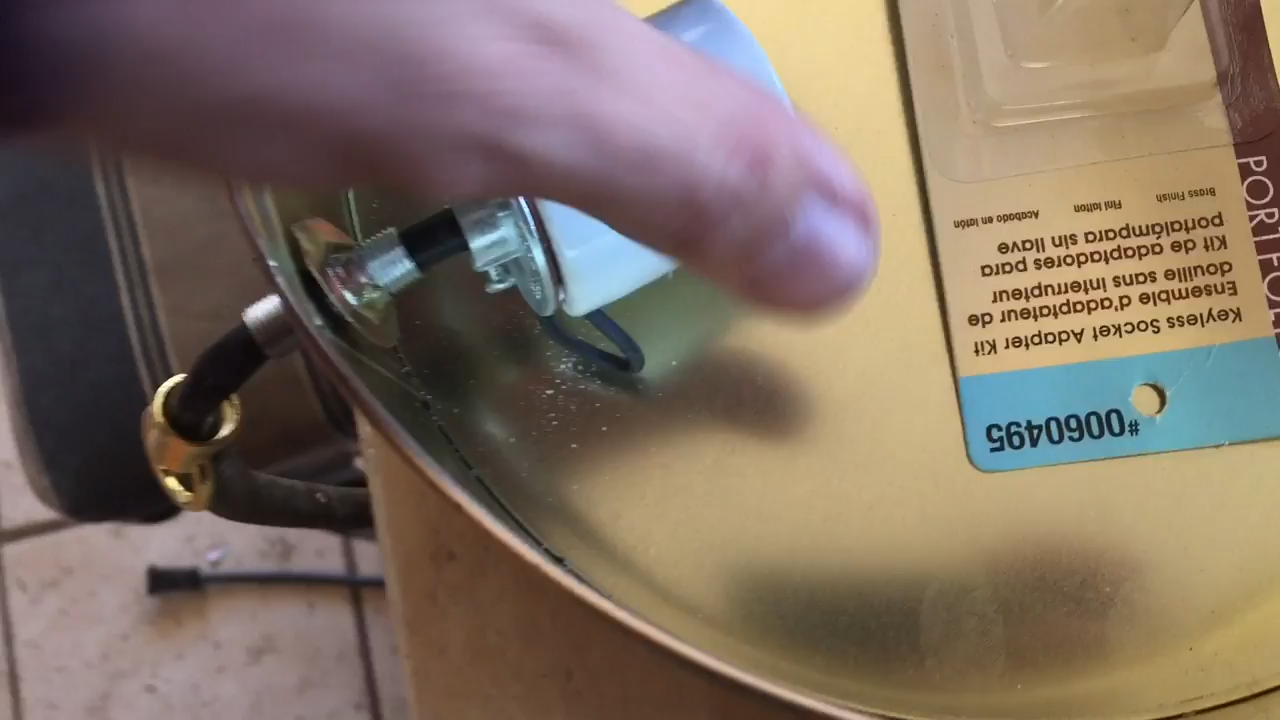 #0060495
Keyless Socket Adapter Kit
Ensemble d'adaptateur de
douille sans interrupteur
Kit de adaptadores para
portalámpara sin llave
Brass Finish Fini laiton Acabado en latón